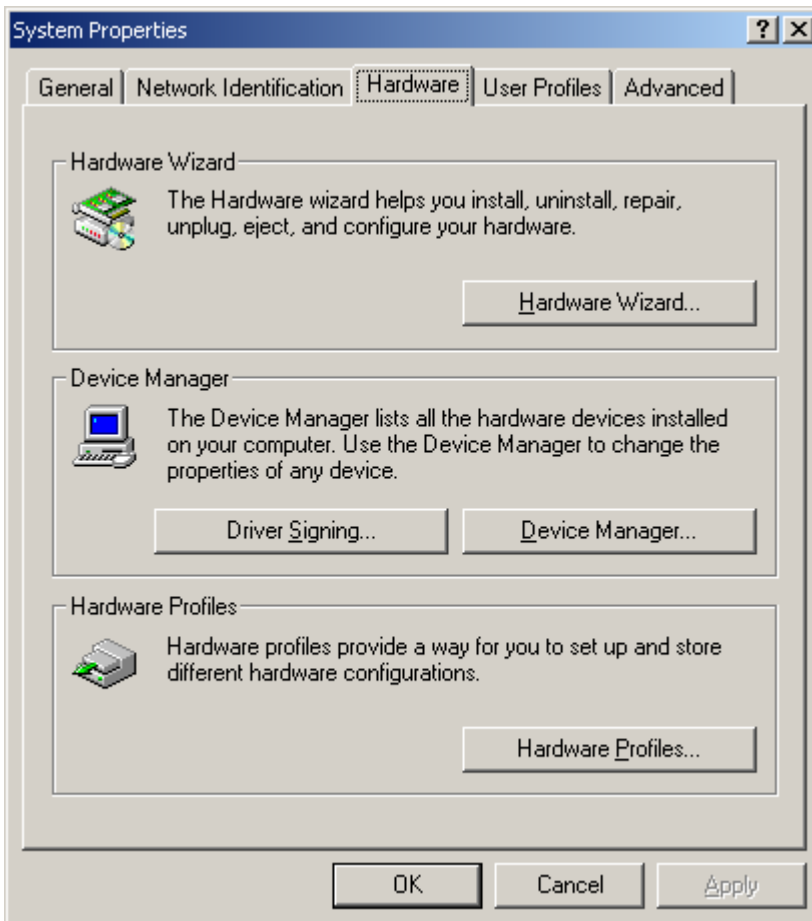 System Properties
General Network Identification Hardware User Profiles Advanced
Hardware Wizard
The Hardware wizard helps you install, uninstall, repair,
unplug, eject, and configure your hardware.
Hardware Wizard...
Device Manager
The Device Manager lists all the hardware devices installed
on your computer. Use the Device Manager to change the
properties of any device.
Driver Signing... Device Manager...
Hardware Profiles
Hardware profiles provide a way for you to set up and store
different hardware configurations.
Hardware Profiles...
OK Cancel Apply